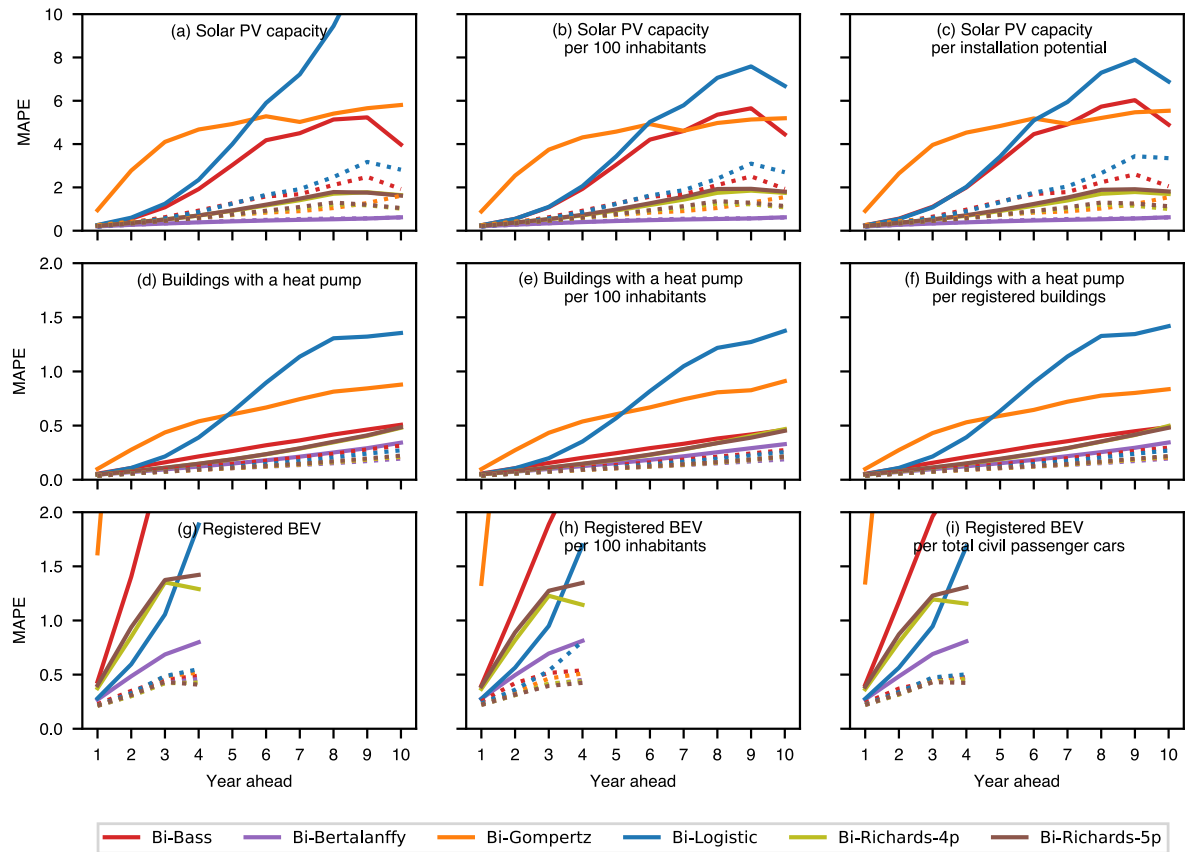 (a) Solar PV capacity
(b) Solar PV capacity
per 100 inhabitants
(c) Solar PV capacity
per installation potential
MAPE
10
8
6
4
2
0
(d) Buildings with a heat pump
(e) Buildings with a heat pump
per 100 inhabitants
(f) Buildings with a heat pump
per registered buildings
MAPE
2.0
1.5
1.0
0.5
0.0
(g) Registered BEV
(h) Registered BEV
per 100 inhabitants
(i) Registered BEV
per total civil passenger cars
MAPE
2.0
1.5
1.0
0.5
0.0
1 2 3 4 5 6 7 8 9 10
1 2 3 4 5 6 7 8 9 10
1 2 3 4 5 6 7 8 9 10
Year ahead
Year ahead
Year ahead
Bi-Bass Bi-Bertalanffy Bi-Gompertz Bi-Logistic Bi-Richards-4p Bi-Richards-5p